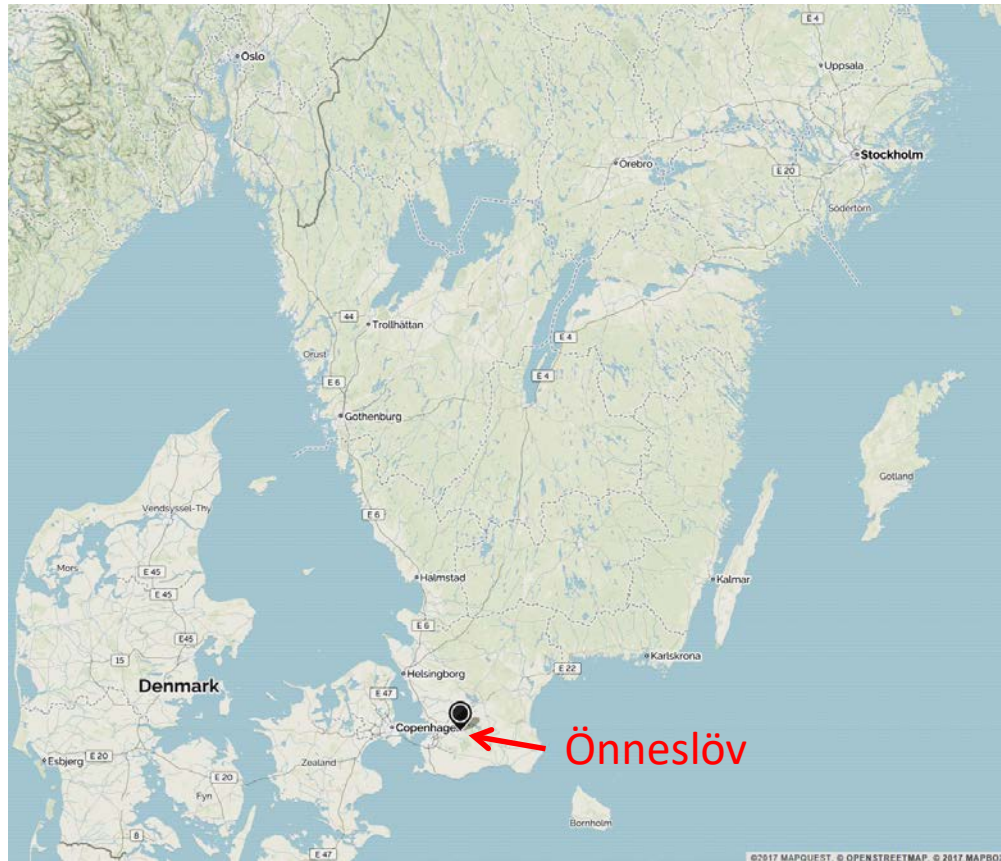 E 4
Oslo
Uppsala
Örebro
Stockholm
E 20
Södertörn
44
Trollhättan
E 4
Orust
E 6
E 4
Gothenburg
Gotland
Vendsyssel-Thy
E 6
Mors
E 45
E 45
Halmstad
Kalmar
E 6
E45
15
Karlskrona
E 22
Helsingborg
Denmark
E 47
Copenhage
Önneslöv
Esbjerg
Zealand
E 20
E 20
Fyn
Bornholm
8
E 47
©2017 MAPQUEST, © OPENSTREETMAP, © 2017 MAPBO